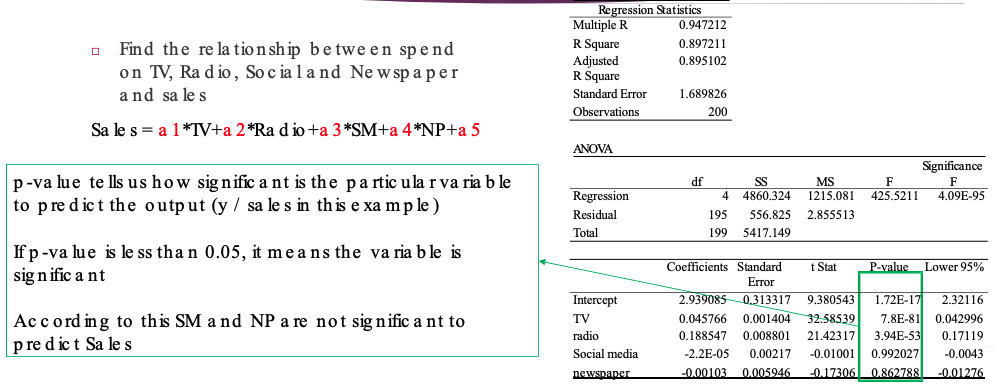 Find the relationship between spend
on TV, Radio, Social and Newspaper
and sales
Sales = a1*TV+a2*Radio+a3*SM+a4*NP+a5
p-value tells us how significant is the particular variable
to predict the output (y / sales in this example)
If p-value is less than 0.05, it means the variable is
significant
According to this SM and NP are not significant to
predict Sales
Regression Statistics
Multiple R 0.947212
R Square 0.897211
Adjusted
R Square 0.895102
Standard Error 1.689826
Observations 200
ANOVA
df SS MS F Significance F
Regression 4 4860.324 1215.081 425.5211 4.09E-95
Residual 195 556.825 2.855513
Total 199 5417.149
Coefficients Standard Error t Stat P-value Lower 95%
Intercept 2.939085 0.313317 9.380543 1.72E-17 2.32116
TV 0.045766 0.001404 32.58539 7.8E-81 0.042996
radio 0.188547 0.008801 21.42317 3.94E-53 0.17119
Social media -2.2E-05 0.00217 -0.01001 0.992027 -0.0043
newspaper -0.00103 0.005946 -0.17306 0.862788 -0.01276